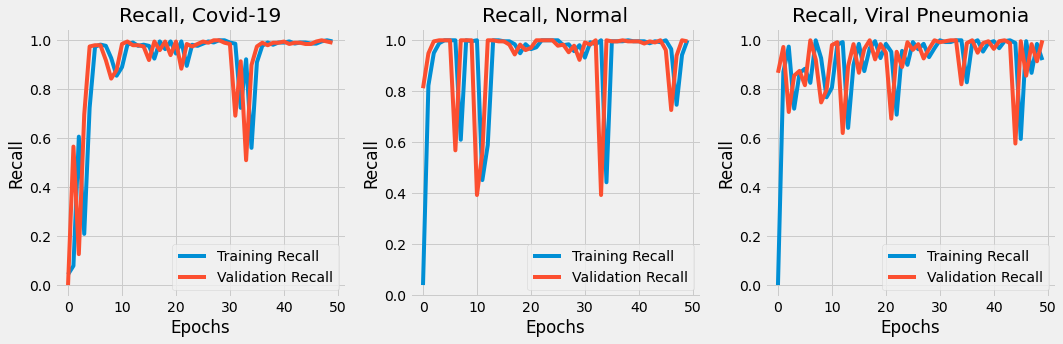 Recall, Covid-19
Recall
1.0
0.8
0.6
0.4
0.2
0.0
0 10 20 30 40 50
Epochs
Training Recall
Validation Recall
Recall, Normal
Recall
1.0
0.8
0.6
0.4
0.2
0.0
0 10 20 30 40 50
Epochs
Training Recall
Validation Recall
Recall, Viral Pneumonia
Recall
1.0
0.8
0.6
0.4
0.2
0.0
0 10 20 30 40 50
Epochs
Training Recall
Validation Recall